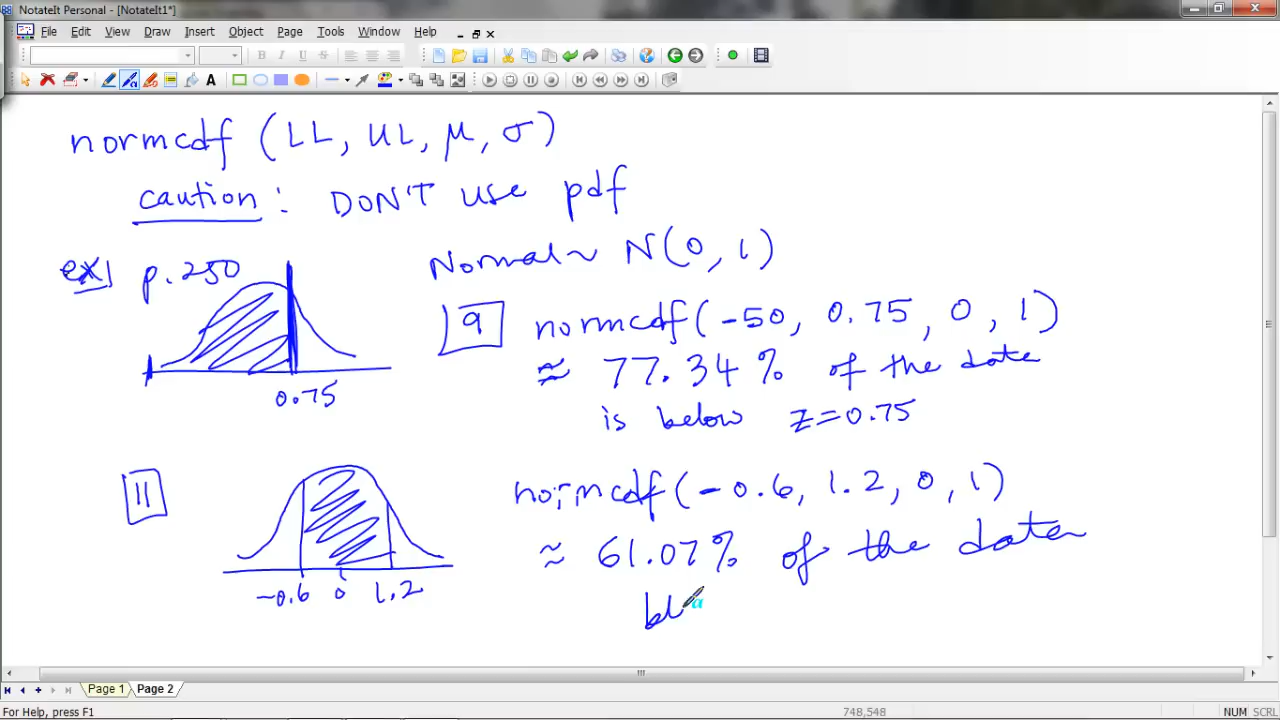 NotateIt Personal - [NotateIt1*]
File Edit View Draw Insert Object Page Tools Window Help
B I U S
A
normcdf (LL, UL, μ, σ)
caution : DON'T use pdf
ex) p.250
Normal ~ N(0, 1)
9 normcdf(-50, 0.75, 0, 1)
≈ 77.34% of the data
0.75
is below z=0.75
11 normcdf(-0.6, 1.2, 0, 1)
≈ 61.07% of the data
-0.6 0 1.2
Page 1 Page 2
For Help, press F1 748,548 NUM SCRL